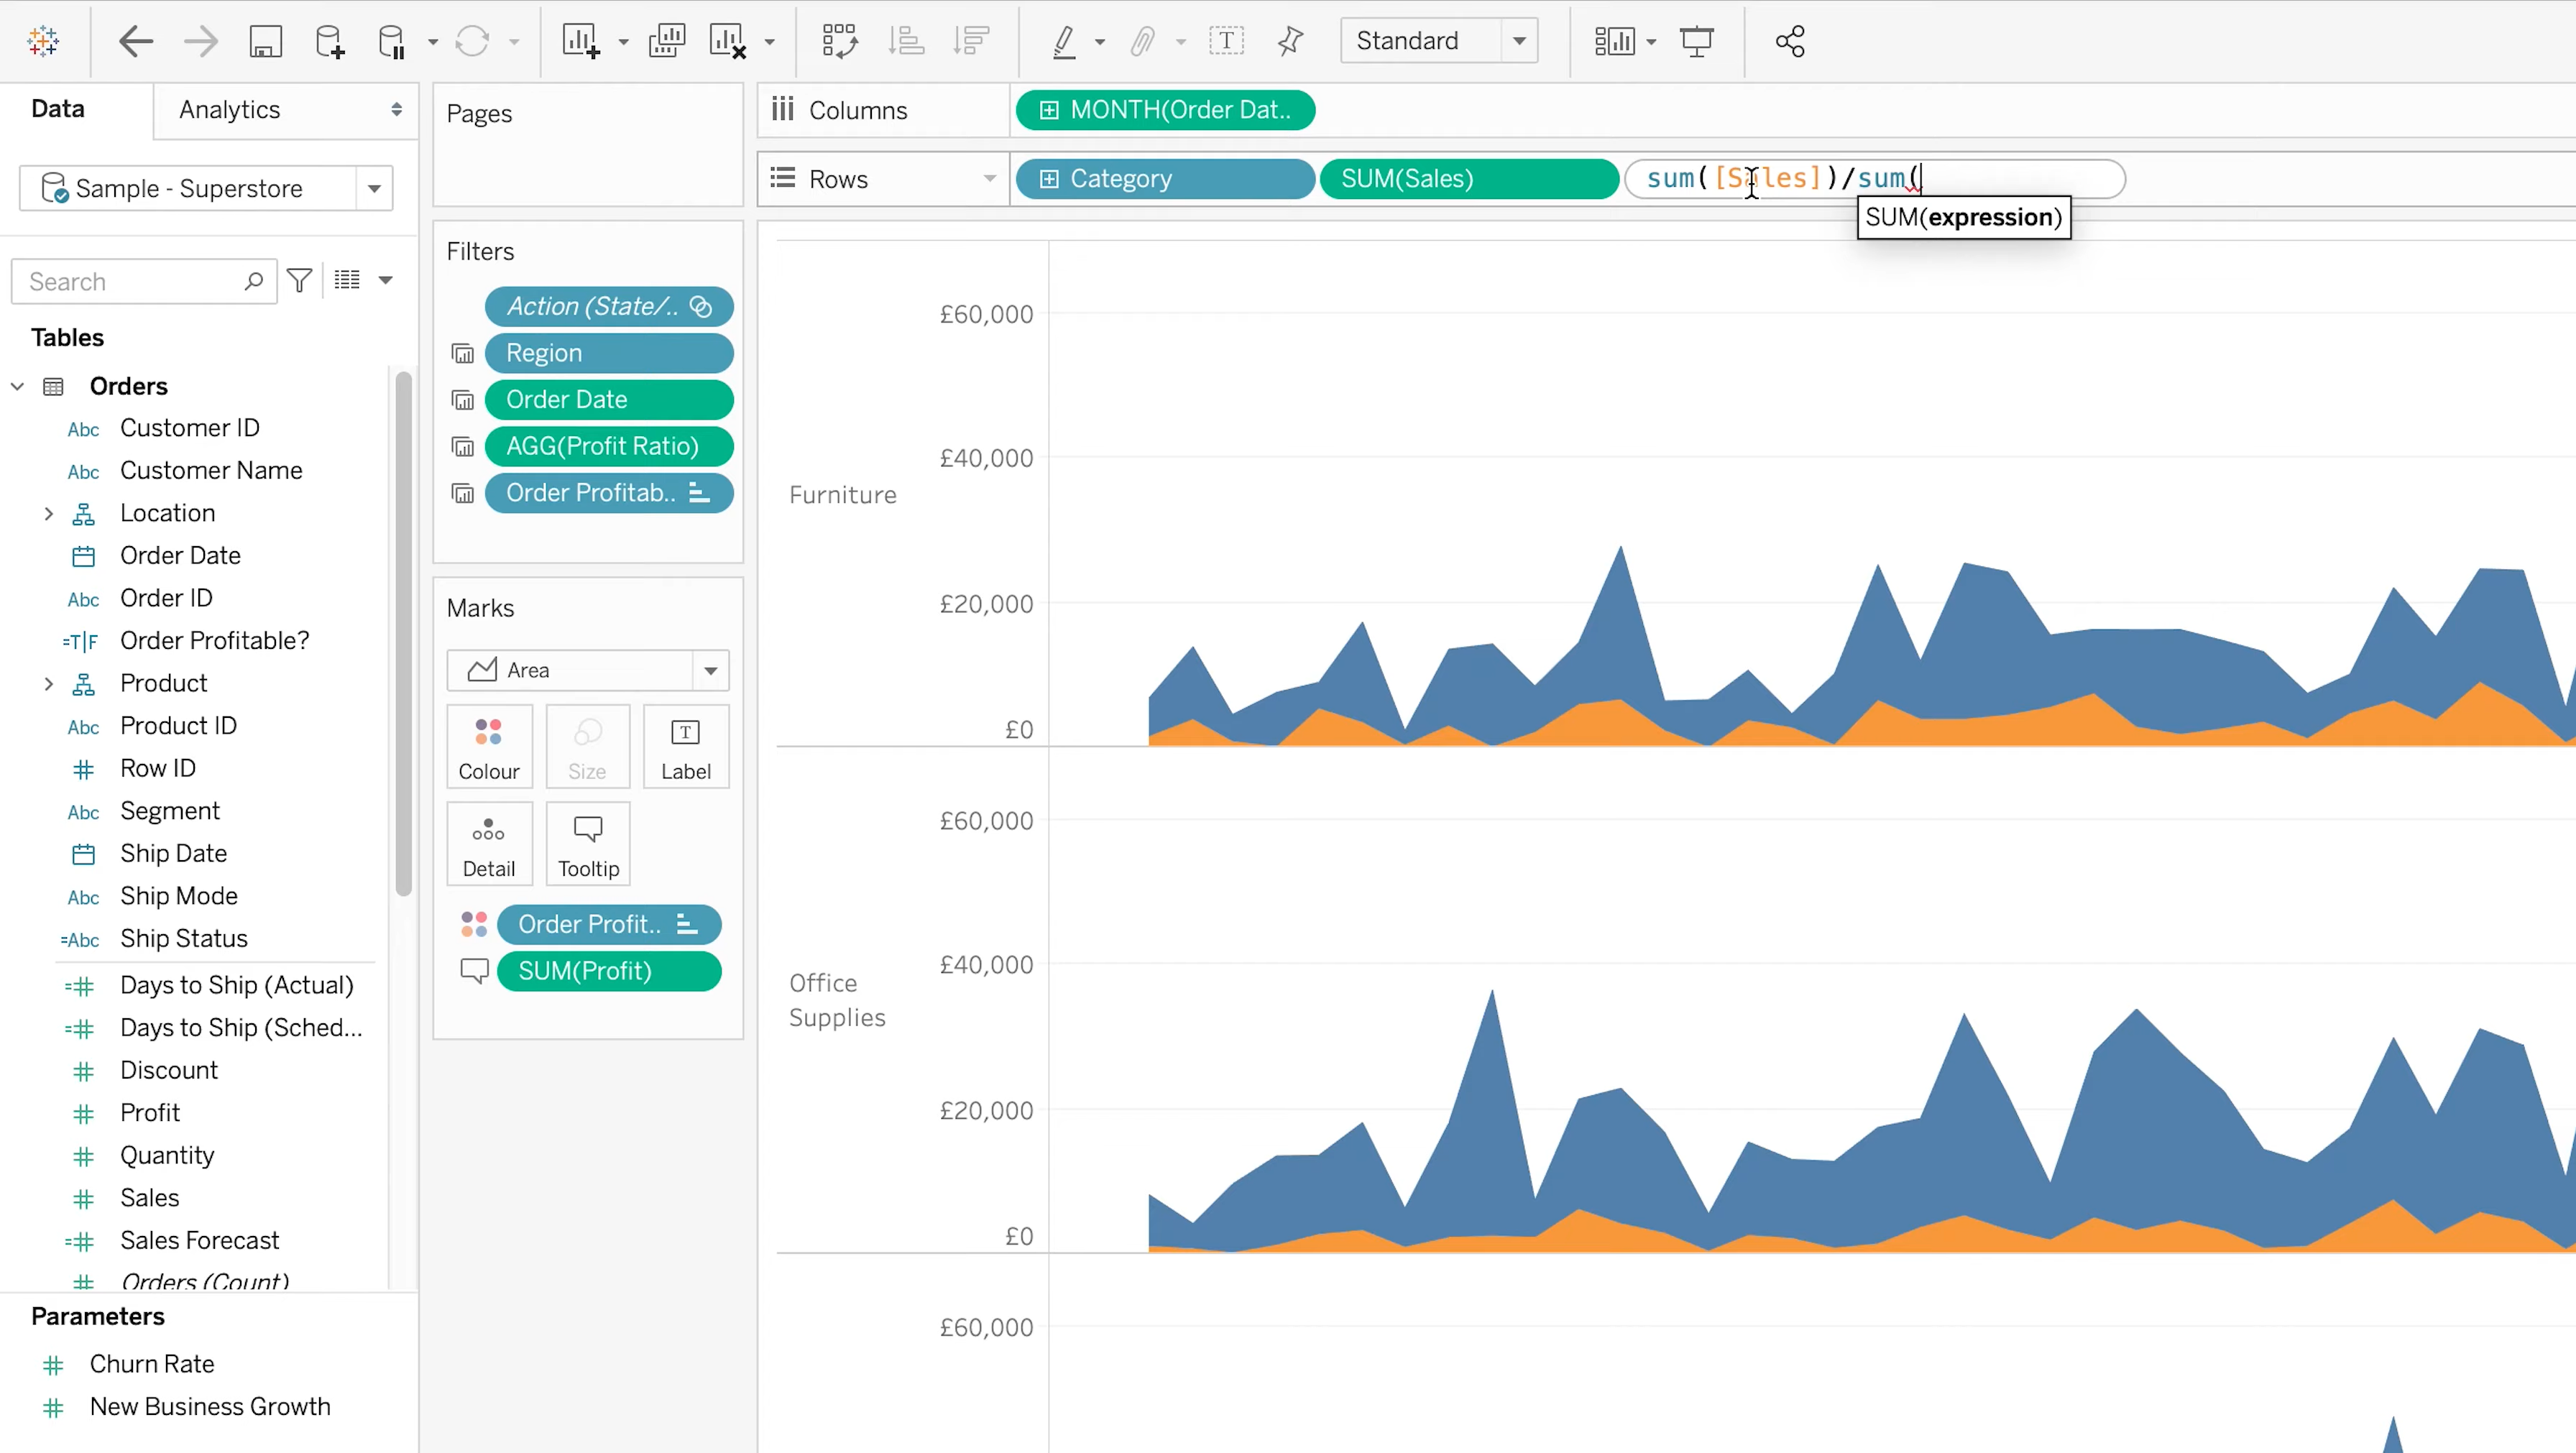 Standard
Data
Analytics
Sample - Superstore
Search
Tables
Orders
Abc Customer ID
Abc Customer Name
Location
Order Date
Abc Order ID
=T|F Order Profitable?
Product
Abc Product ID
Row ID
Abc Segment
Ship Date
Abc Ship Mode
=Abc Ship Status
=# Days to Ship (Actual)
=# Days to Ship (Sched...
# Discount
# Profit
# Quantity
# Sales
=# Sales Forecast
# Orders (Count)
Parameters
# Churn Rate
# New Business Growth
Pages
Filters
Action (State/..
Region
Order Date
AGG(Profit Ratio)
Order Profitab..
Marks
Area
Colour
Size
T
Label
Detail
Tooltip
Order Profit..
SUM(Profit)
Columns
MONTH(Order Dat..
Rows
Category
SUM(Sales)
sum([Sales])/sum(
SUM(expression)
Furniture
£60,000
£40,000
£20,000
£0
Office
Supplies
£60,000
£40,000
£20,000
£0
£60,000